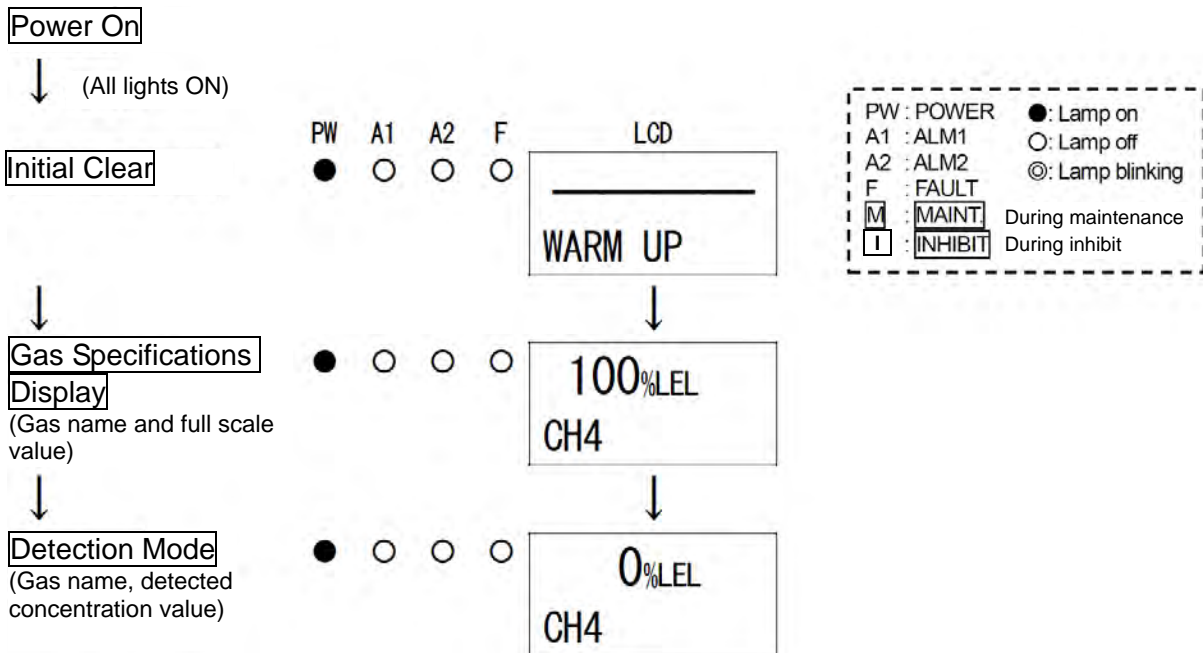 Power On
(All lights ON)
PW A1 A2 F LCD
Initial Clear
WARM UP
PW : POWER ●: Lamp on
A1 : ALM1 ○: Lamp off
A2 : ALM2 ◎: Lamp blinking
F : FAULT
M : MAINT. During maintenance
I : INHIBIT During inhibit
Gas Specifications
Display
(Gas name and full scale
value)
100%LEL
CH4
Detection Mode
(Gas name, detected
concentration value)
0%LEL
CH4